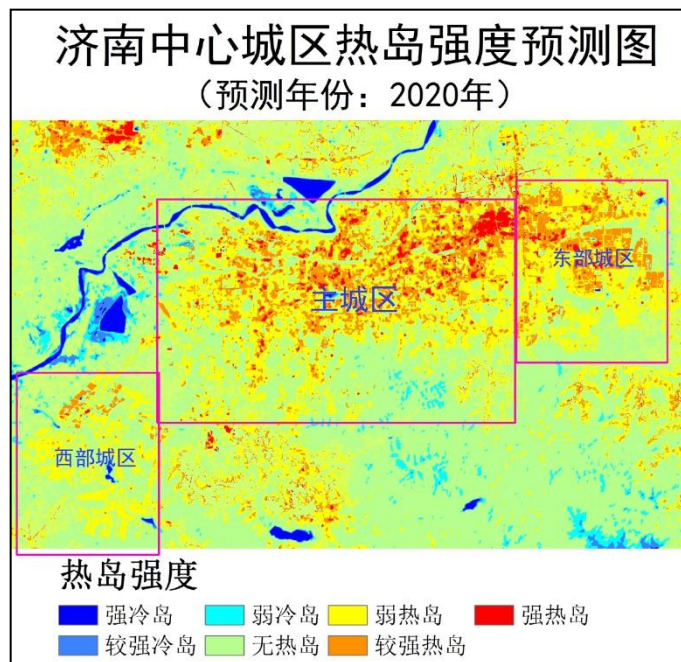 济南中心城区热岛强度预测图
（预测年份：2020年）
东部城区
主城区
西部城区
热岛强度
强冷岛 弱冷岛 弱热岛 强热岛
较强冷岛 无热岛 较强热岛